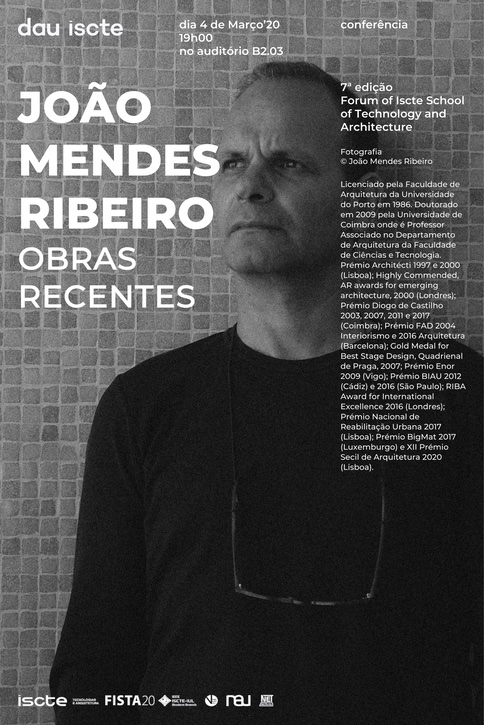 dau iscte
dia 4 de Março'20
19h00
no auditório B2.03
conferência
JOÃO
MENDES
RIBEIRO
OBRAS
RECENTES
7ª edição
Forum of Iscte School
of Technology and
Architecture
Fotografia
© João Mendes Ribeiro
Licenciado pela Faculdade de
Arquitetura da Universidade
do Porto em 1986. Doutorado
em 2009 pela Universidade de
Coimbra onde é Professor
Associado no Departamento
de Arquitetura da Faculdade
de Ciências e Tecnologia.
Prémio Architécti 1997 e 2000
(Lisboa); Highly Commended,
AR awards for emerging
architecture, 2000 (Londres);
Prémio Diogo de Castilho
2003, 2007, 2011 e 2017
(Coimbra); Prémio FAD 2004
Interiorismo e 2016 Arquitetura
(Barcelona); Gold Medal for
Best Stage Design, Quadrienal
de Praga, 2007; Prémio Enor
2009 (Vigo); Prémio BIAU 2012
(Cádiz) e 2016 (São Paulo); RIBA
Award for International
Excellence 2016 (Londres);
Prémio Nacional de
Reabilitação Urbana 2017
(Lisboa); Prémio BigMat 2017
(Luxemburgo) e XII Prémio
Secil de Arquitetura 2020
(Lisboa).
iscte TECNOLOGIAS E ARQUITETURA FISTA20 ISCTE-IUL